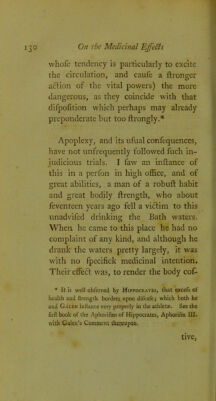 130 On the Medicinal Effects
whose tendency is particularly to excite
the circulation, and cause a stronger
action of the vital powers) the more
dangerous, as they coincide with that
disposition which perhaps may already
preponderate but too strongly.*
Apoplexy, and its usual consequences,
have not unfrequently followed such in-
judicious trials. I saw an instance of
this in a person in high office, and of
great abilities, a man of a robust habit
and great bodily strength, who about
seventeen years ago fell a victim to this
unadvised drinking the Bath waters.
When he came to this place he had no
complaint of any kind, and although he
drank the waters pretty largely, it was
with no specifick medicinal intention.
Their effect was, to render the body cos-
* It is well observed by HIPPOCRATES, that excess of
health and strength borders upon disease; which both he
and GALEN instance very properly in the athletæ. See the
first book of the Aphorisms of Hippocrates, Aphorism III.
with Galen's Comment thereupon.
tive,